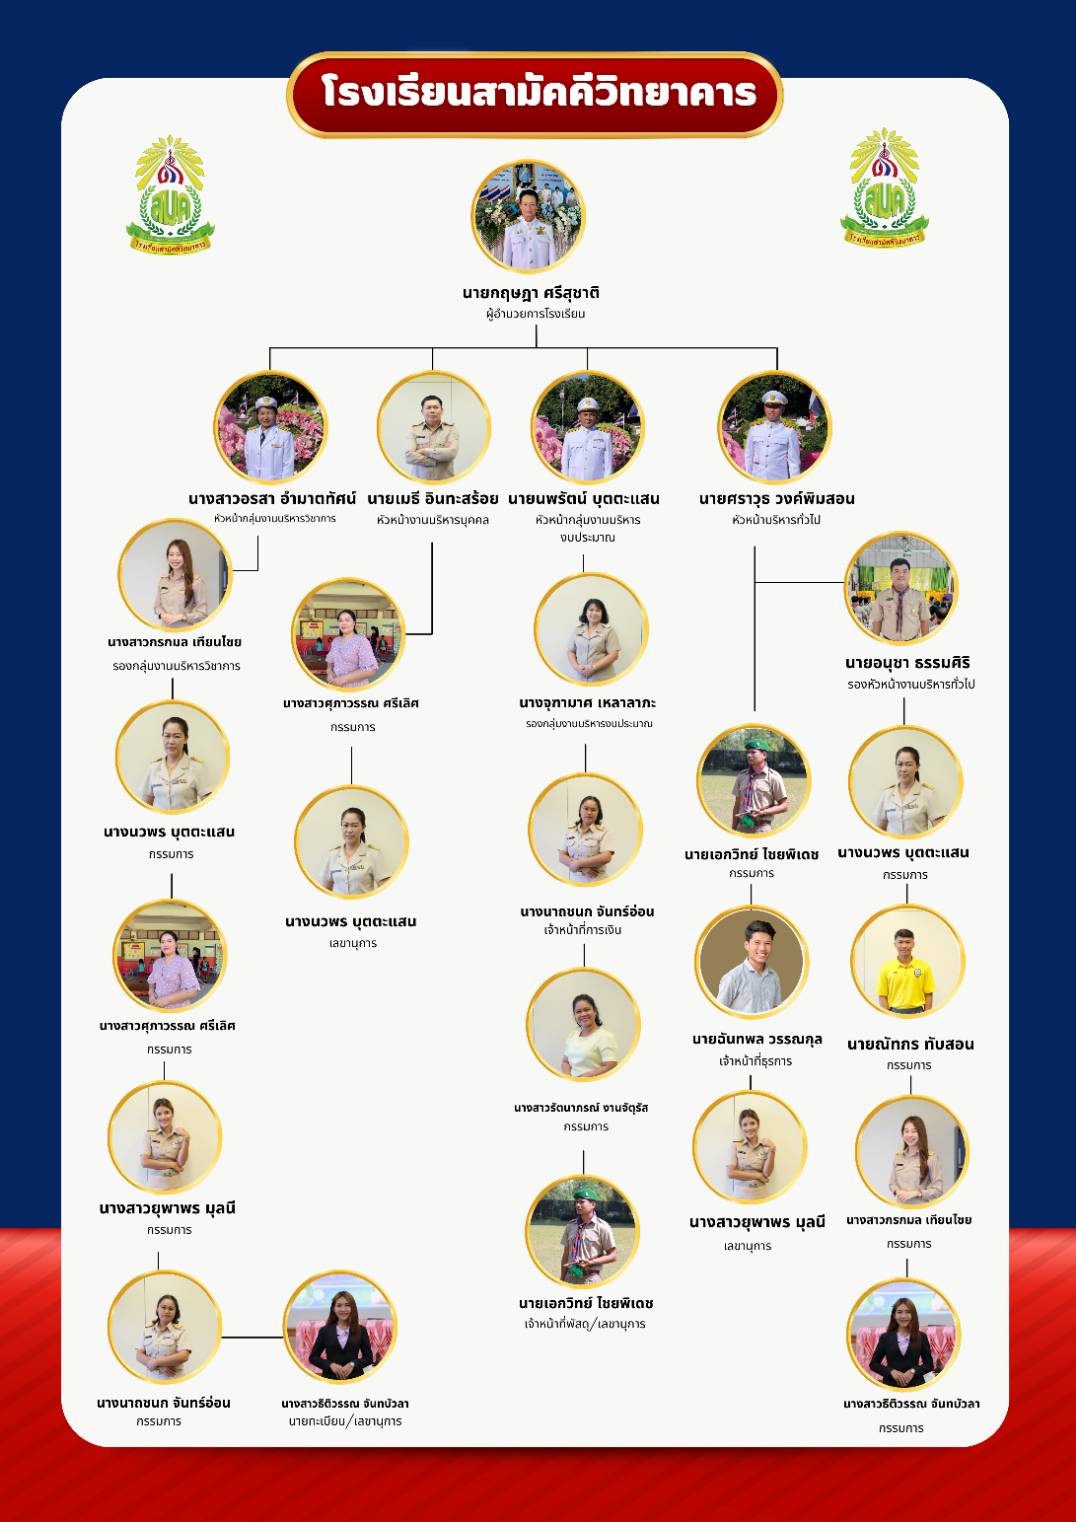 โรงเรียนสามัคคีวิทยาคาร
สบค
โรงเรียนสามัคคีวิทยาคาร
สบค
โรงเรียนสามัคคีวิทยาคาร
นายกฤษฎา ศรีสุชาติ
ผู้อำนวยการโรงเรียน
นางสาวอรสา อำมาตทัศน์
หัวหน้ากลุ่มงานบริหารวิชาการ
นายเมธี อินทะสร้อย
หัวหน้างานบริหารบุคคล
นายนพรัตน์ บุตตะแสน
หัวหน้ากลุ่มงานบริหาร
งบประมาณ
นายศราวุธ วงค์พิมสอน
หัวหน้าบริหารทั่วไป
นางสาวกรกมล เทียนไชย
รองกลุ่มงานบริหารวิชาการ
นางนวพร บุตตะแสน
กรรมการ
นางสาวศุภาวรรณ ศรีเลิศ
กรรมการ
นางสาวยุพาพร มุลนี
กรรมการ
นางนาถชนก จันทร์อ่อน
กรรมการ
นางสาวธิติวรรณ จันทบัวลา
นายทะเบียน/เลขานุการ
นางสาวศุภาวรรณ ศรีเลิศ
กรรมการ
นางนวพร บุตตะแสน
เลขานุการ
นางจุฑามาศ เหลาลาภะ
รองกลุ่มงานบริหารงบประมาณ
นางนาถชนก จันทร์อ่อน
เจ้าหน้าที่การเงิน
นางสาวรัตนาภรณ์ งานจัตุรัส
กรรมการ
นายเอกวิทย์ ไชยพิเดช
เจ้าหน้าที่พัสดุ/เลขานุการ
นายเอกวิทย์ ไชยพิเดช
กรรมการ
นายฉันทพล วรรณกุล
เจ้าหน้าที่ธุรการ
นางสาวยุพาพร มุลนี
เลขานุการ
นายอนุชา ธรรมศิริ
รองหัวหน้างานบริหารทั่วไป
นางนวพร บุตตะแสน
กรรมการ
นายณัทกร ทับสอน
กรรมการ
นางสาวกรกมล เทียนไชย
กรรมการ
นางสาวธิติวรรณ จันทบัวลา
กรรมการ